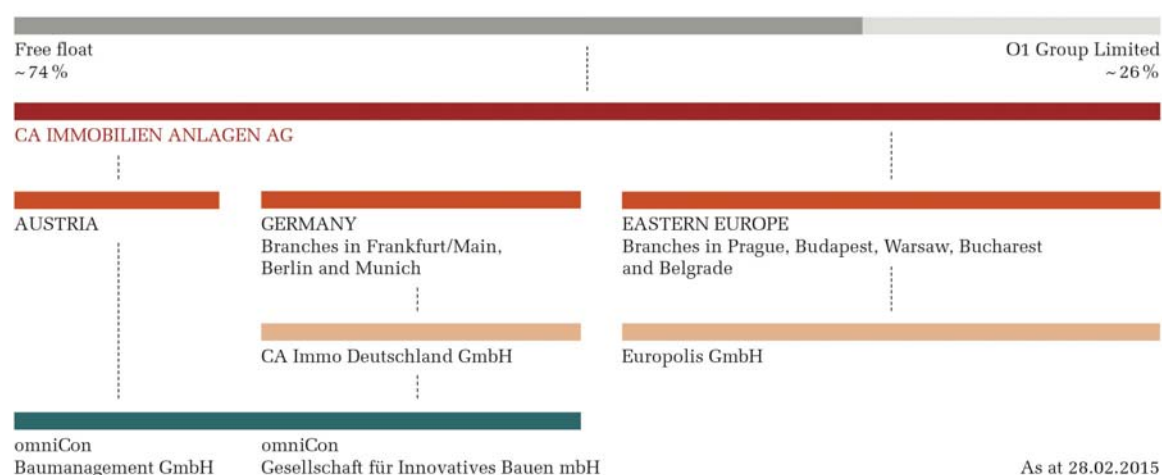 Free float
~ 74 %
O1 Group Limited
~ 26 %
CA IMMOBILIEN ANLAGEN AG
AUSTRIA
GERMANY
Branches in Frankfurt/Main,
Berlin and Munich
EASTERN EUROPE
Branches in Prague, Budapest, Warsaw, Bucharest
and Belgrade
CA Immo Deutschland GmbH
Europolis GmbH
omniCon
Baumanagement GmbH
omniCon
Gesellschaft für Innovatives Bauen mbH
As at 28.02.2015